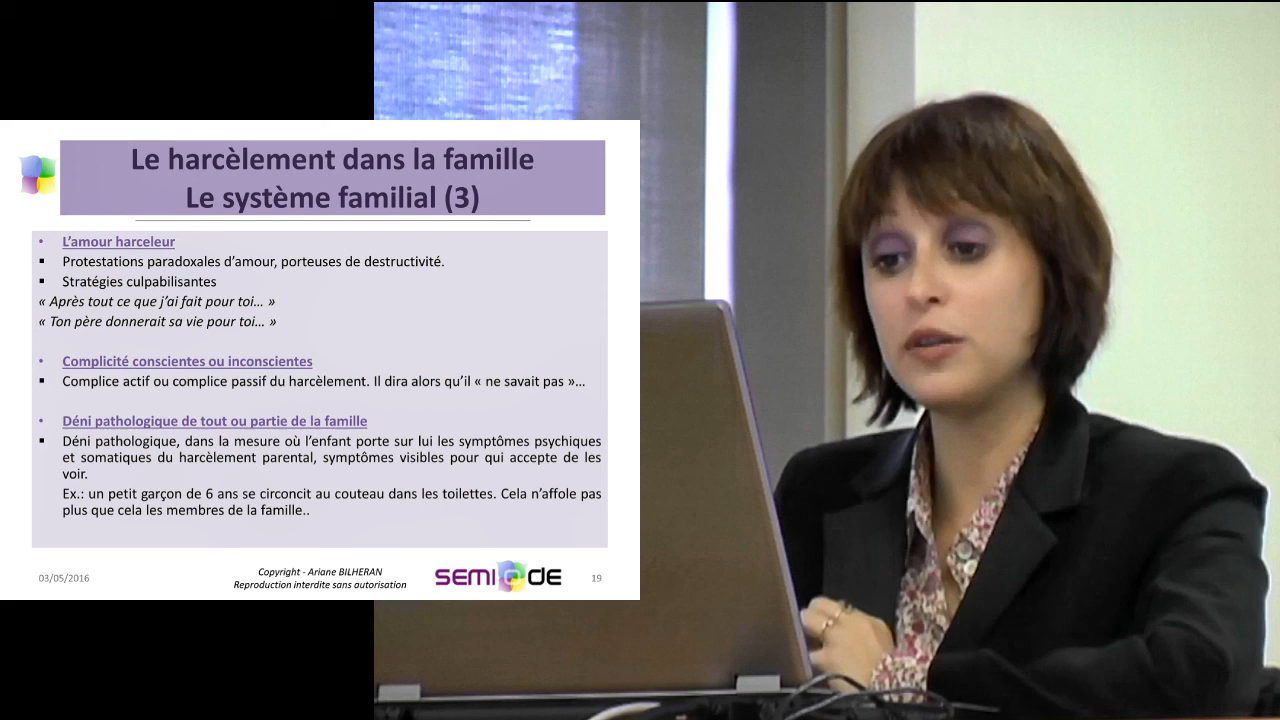 Le harcèlement dans la famille
Le système familial (3)
• L'amour harceleur
▪ Protestations paradoxales d'amour, porteuses de destructivité.
▪ Stratégies culpabilisantes
« Après tout ce que j'ai fait pour toi… »
« Ton père donnerait sa vie pour toi… »
• Complicité conscientes ou inconscientes
▪ Complice actif ou complice passif du harcèlement. Il dira alors qu'il « ne savait pas »…
• Déni pathologique de tout ou partie de la famille
▪ Déni pathologique, dans la mesure où l'enfant porte sur lui les symptômes psychiques
et somatiques du harcèlement parental, symptômes visibles pour qui accepte de les
voir.
Ex.: un petit garçon de 6 ans se circoncit au couteau dans les toilettes. Cela n'affole pas
plus que cela les membres de la famille..
03/05/2016
Copyright - Ariane BILHERAN
Reproduction interdite sans autorisation
SEMIODE
19